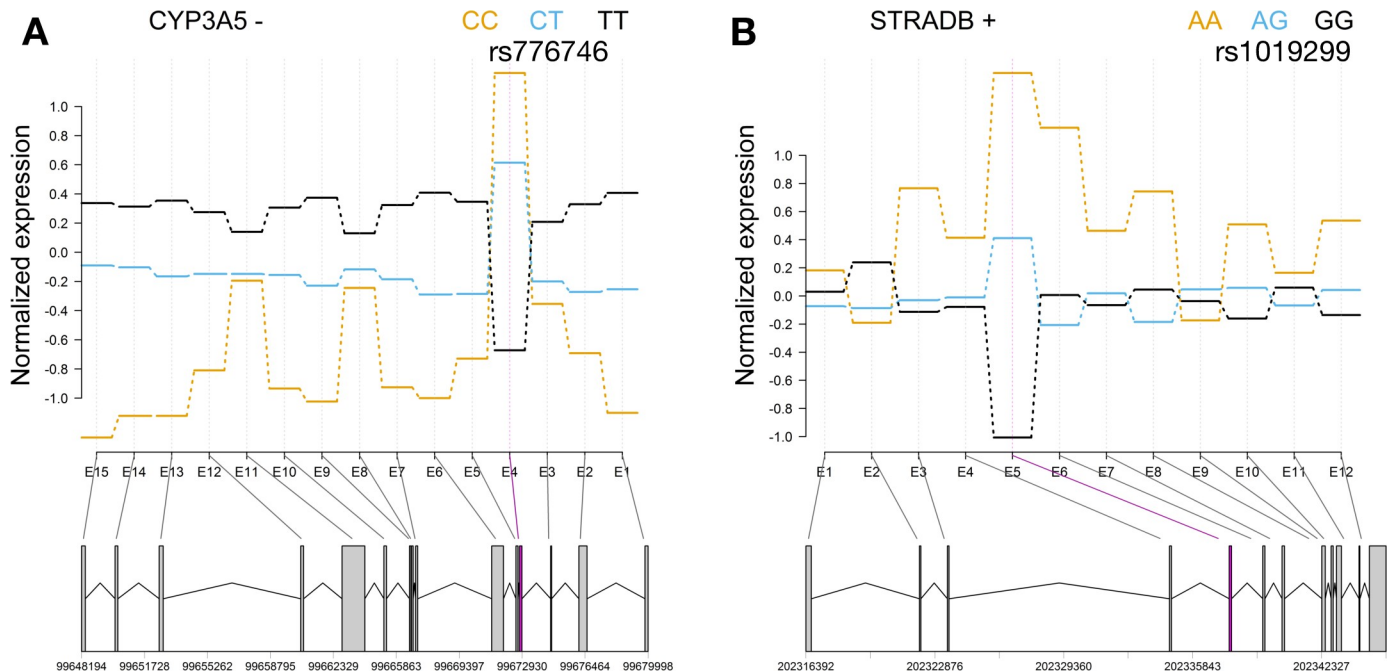 A
CYP3A5 -
CC CT TT
rs776746
Normalized expression
1.0
0.8
0.6
0.4
0.2
0.0
-0.2
-0.4
-0.6
-0.8
-1.0
E15 E14 E13 E12 E11 E10 E9 E8 E7 E6 E5 E4 E3 E2 E1
99648194 99651728 99655262 99658795 99662329 99665863 99669397 99672930 99676464 99679998
B
STRADB +
AA AG GG
rs1019299
Normalized expression
1.0
0.8
0.6
0.4
0.2
0.0
-0.2
-0.4
-0.6
-0.8
-1.0
E1 E2 E3 E4 E5 E6 E7 E8 E9 E10 E11 E12
202316392 202322876 202329360 202335843 202342327